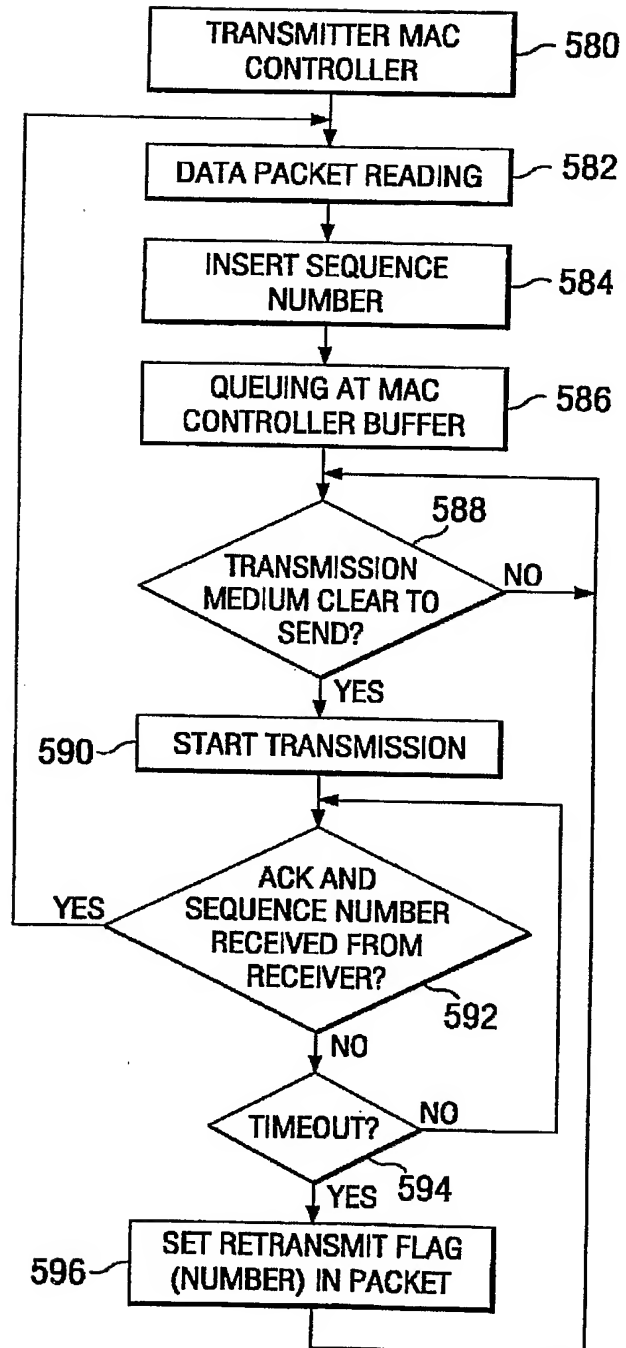 TRANSMITTER MAC
CONTROLLER
580
DATA PACKET READING
582
INSERT SEQUENCE
NUMBER
584
QUEUING AT MAC
CONTROLLER BUFFER
586
588
TRANSMISSION
MEDIUM CLEAR TO
SEND?
NO
YES
590
START TRANSMISSION
YES
ACK AND
SEQUENCE NUMBER
RECEIVED FROM
RECEIVER?
592
NO
TIMEOUT?
NO
594
YES
596
SET RETRANSMIT FLAG
(NUMBER) IN PACKET